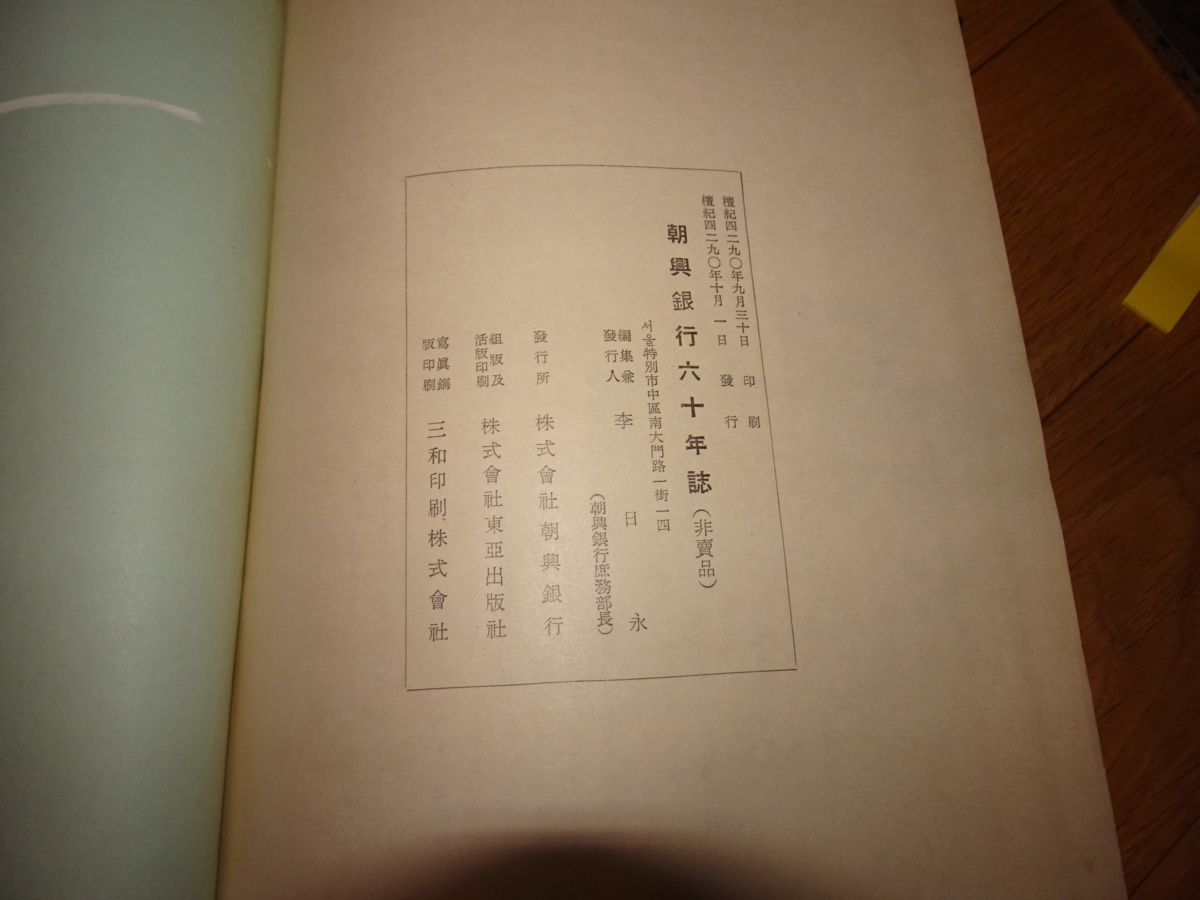 檀紀四二九〇年九月三十日 印刷
檀紀四二九〇年十月一日 發行
朝興銀行六十年誌(非賣品)
서울特別市中區南大門路一街一四
編集兼
發行人 李日永
(朝興銀行庶務部長)
發行所 株式會社朝興銀行
組版及
活版印刷 株式會社東亞出版社
寫眞銅
版印刷 三和印刷株式會社